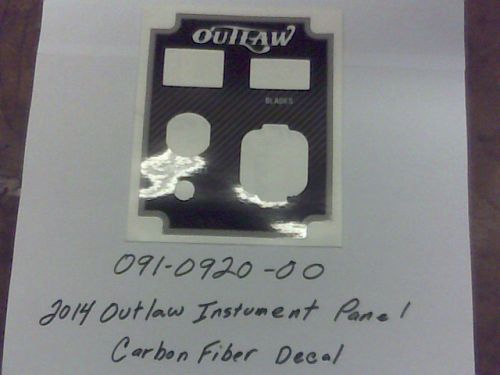 OUTLAW
BLADES
091-0920-00
2014 Outlaw Instument Panel
Carbon Fiber Decal